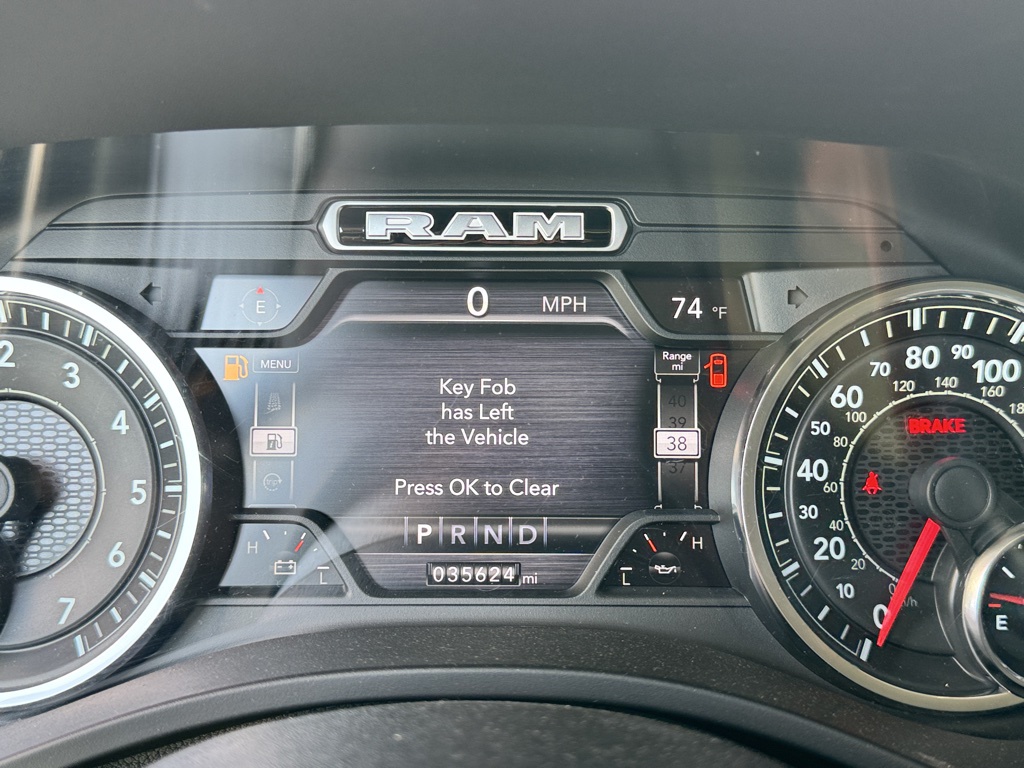 RAM
E
0 MPH
74 °F
MENU
Range
mi
40
39
38
37
Key Fob
has Left
the Vehicle
Press OK to Clear
P R N D
035624 mi
H
L
H
L
2
3
4
5
6
7
0
10
20
30
40
50
60
70
80
90
100
20
40
60
80
100
120
140
160
BRAKE
E